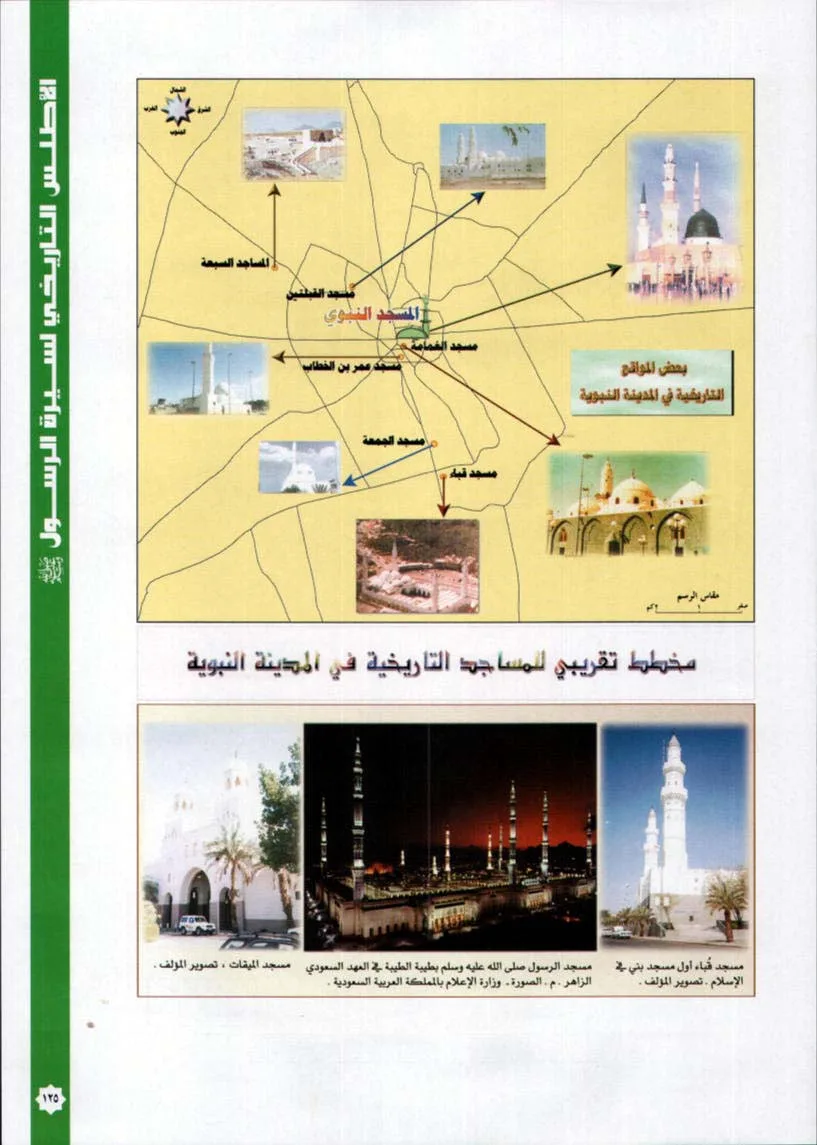 الأطلس التاريخي لسيرة الرسول ﷺ
الشمال
الشرق
الغرب
الجنوب
المساجد السبعة
مسجد القبلتين
المسجد النبوي
مسجد الغمامة
مسجد عمر بن الخطاب
بعض المواقع
التاريخية في المدينة النبوية
مسجد الجمعة
مسجد قباء
مقاس الرسم
صفر ١ ٢كم
مخطط تقريبي للمساجد التاريخية في المدينة النبوية
مسجد قُباء أول مسجد بني في
الإسلام . تصوير المؤلف .
مسجد الرسول صلى الله عليه وسلم بطيبة الطيبة في العهد السعودي
الزاهر . م . الصورة . وزارة الإعلام بالمملكة العربية السعودية .
مسجد الميقات ، تصوير المؤلف .
١٢٥